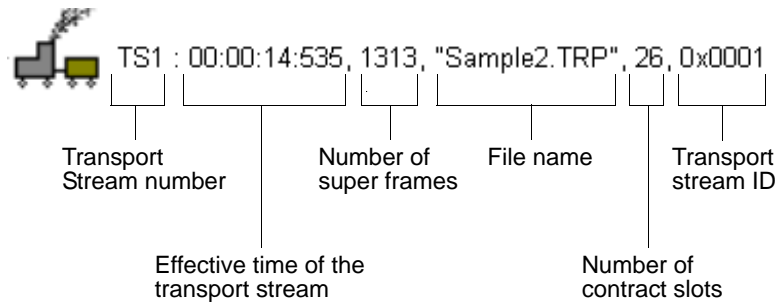 TS1 : 00:00:14:535, 1313, "Sample2.TRP", 26, 0x0001
Transport
Stream number
Number of
super frames
File name
Transport
stream ID
Effective time of the
transport stream
Number of
contract slots